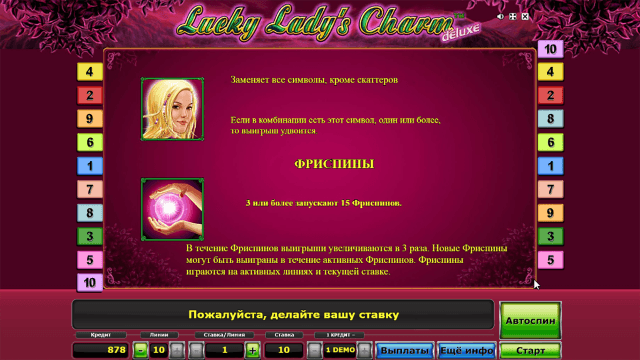 Lucky Lady's Charm™
deluxe
10
4
2
9
6
1
7
8
3
5
10
4
2
8
6
1
7
9
3
5
Заменяет все символы, кроме скаттеров
Если в комбинации есть этот символ, один или более,
то выигрыш удвоится
ФРИСПИНЫ
3 или более запускают 15 Фриспинов.
В течение Фриспинов выигрыши увеличиваются в 3 раза. Новые Фриспины
могут быть выиграны в течение активных Фриспинов. Фриспины
играются на активных линиях и текущей ставке.
Пожалуйста, делайте вашу ставку
Автоспин
Кредит Линии Ставка/Линия Ставка 1 КРЕДИТ =
878 - 10 + - 1 + 10 - 1 DEMO + Выплаты Ещё инфо Старт